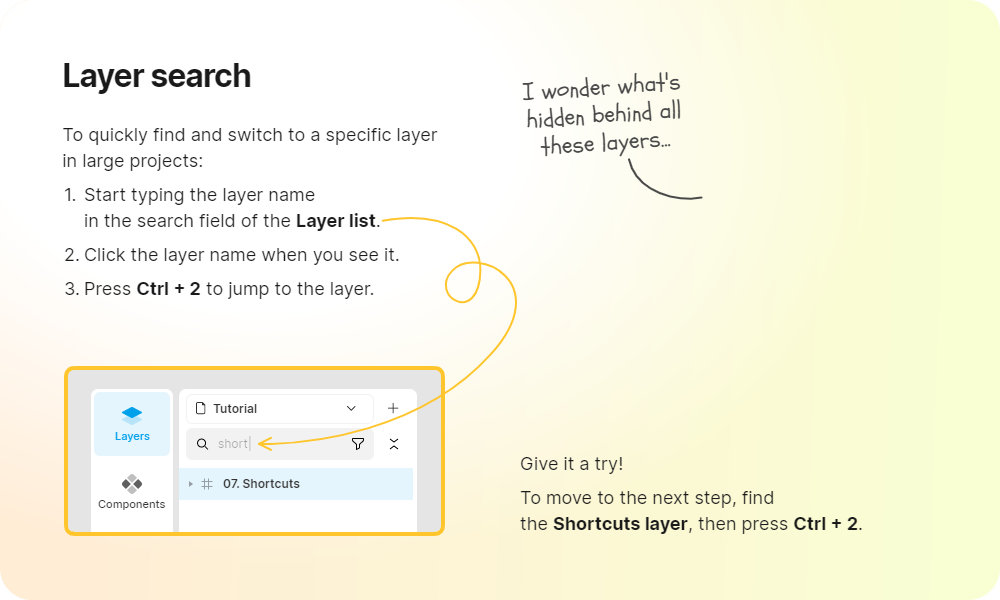 Layer search
To quickly find and switch to a specific layer
in large projects:
1. Start typing the layer name
in the search field of the Layer list.
2. Click the layer name when you see it.
3. Press Ctrl + 2 to jump to the layer.
I wonder what's
hidden behind all
these layers...
Layers
Components
Tutorial
short
07. Shortcuts
Give it a try!
To move to the next step, find
the Shortcuts layer, then press Ctrl + 2.